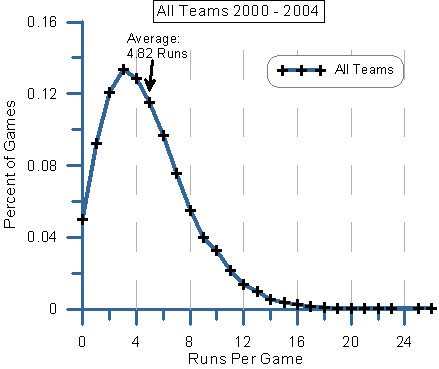 All Teams 2000 - 2004
0.16
Average:
4.82 Runs
All Teams
0.12
0.08
0.04
0
Percent of Games
0 4 8 12 16 20 24
Runs Per Game